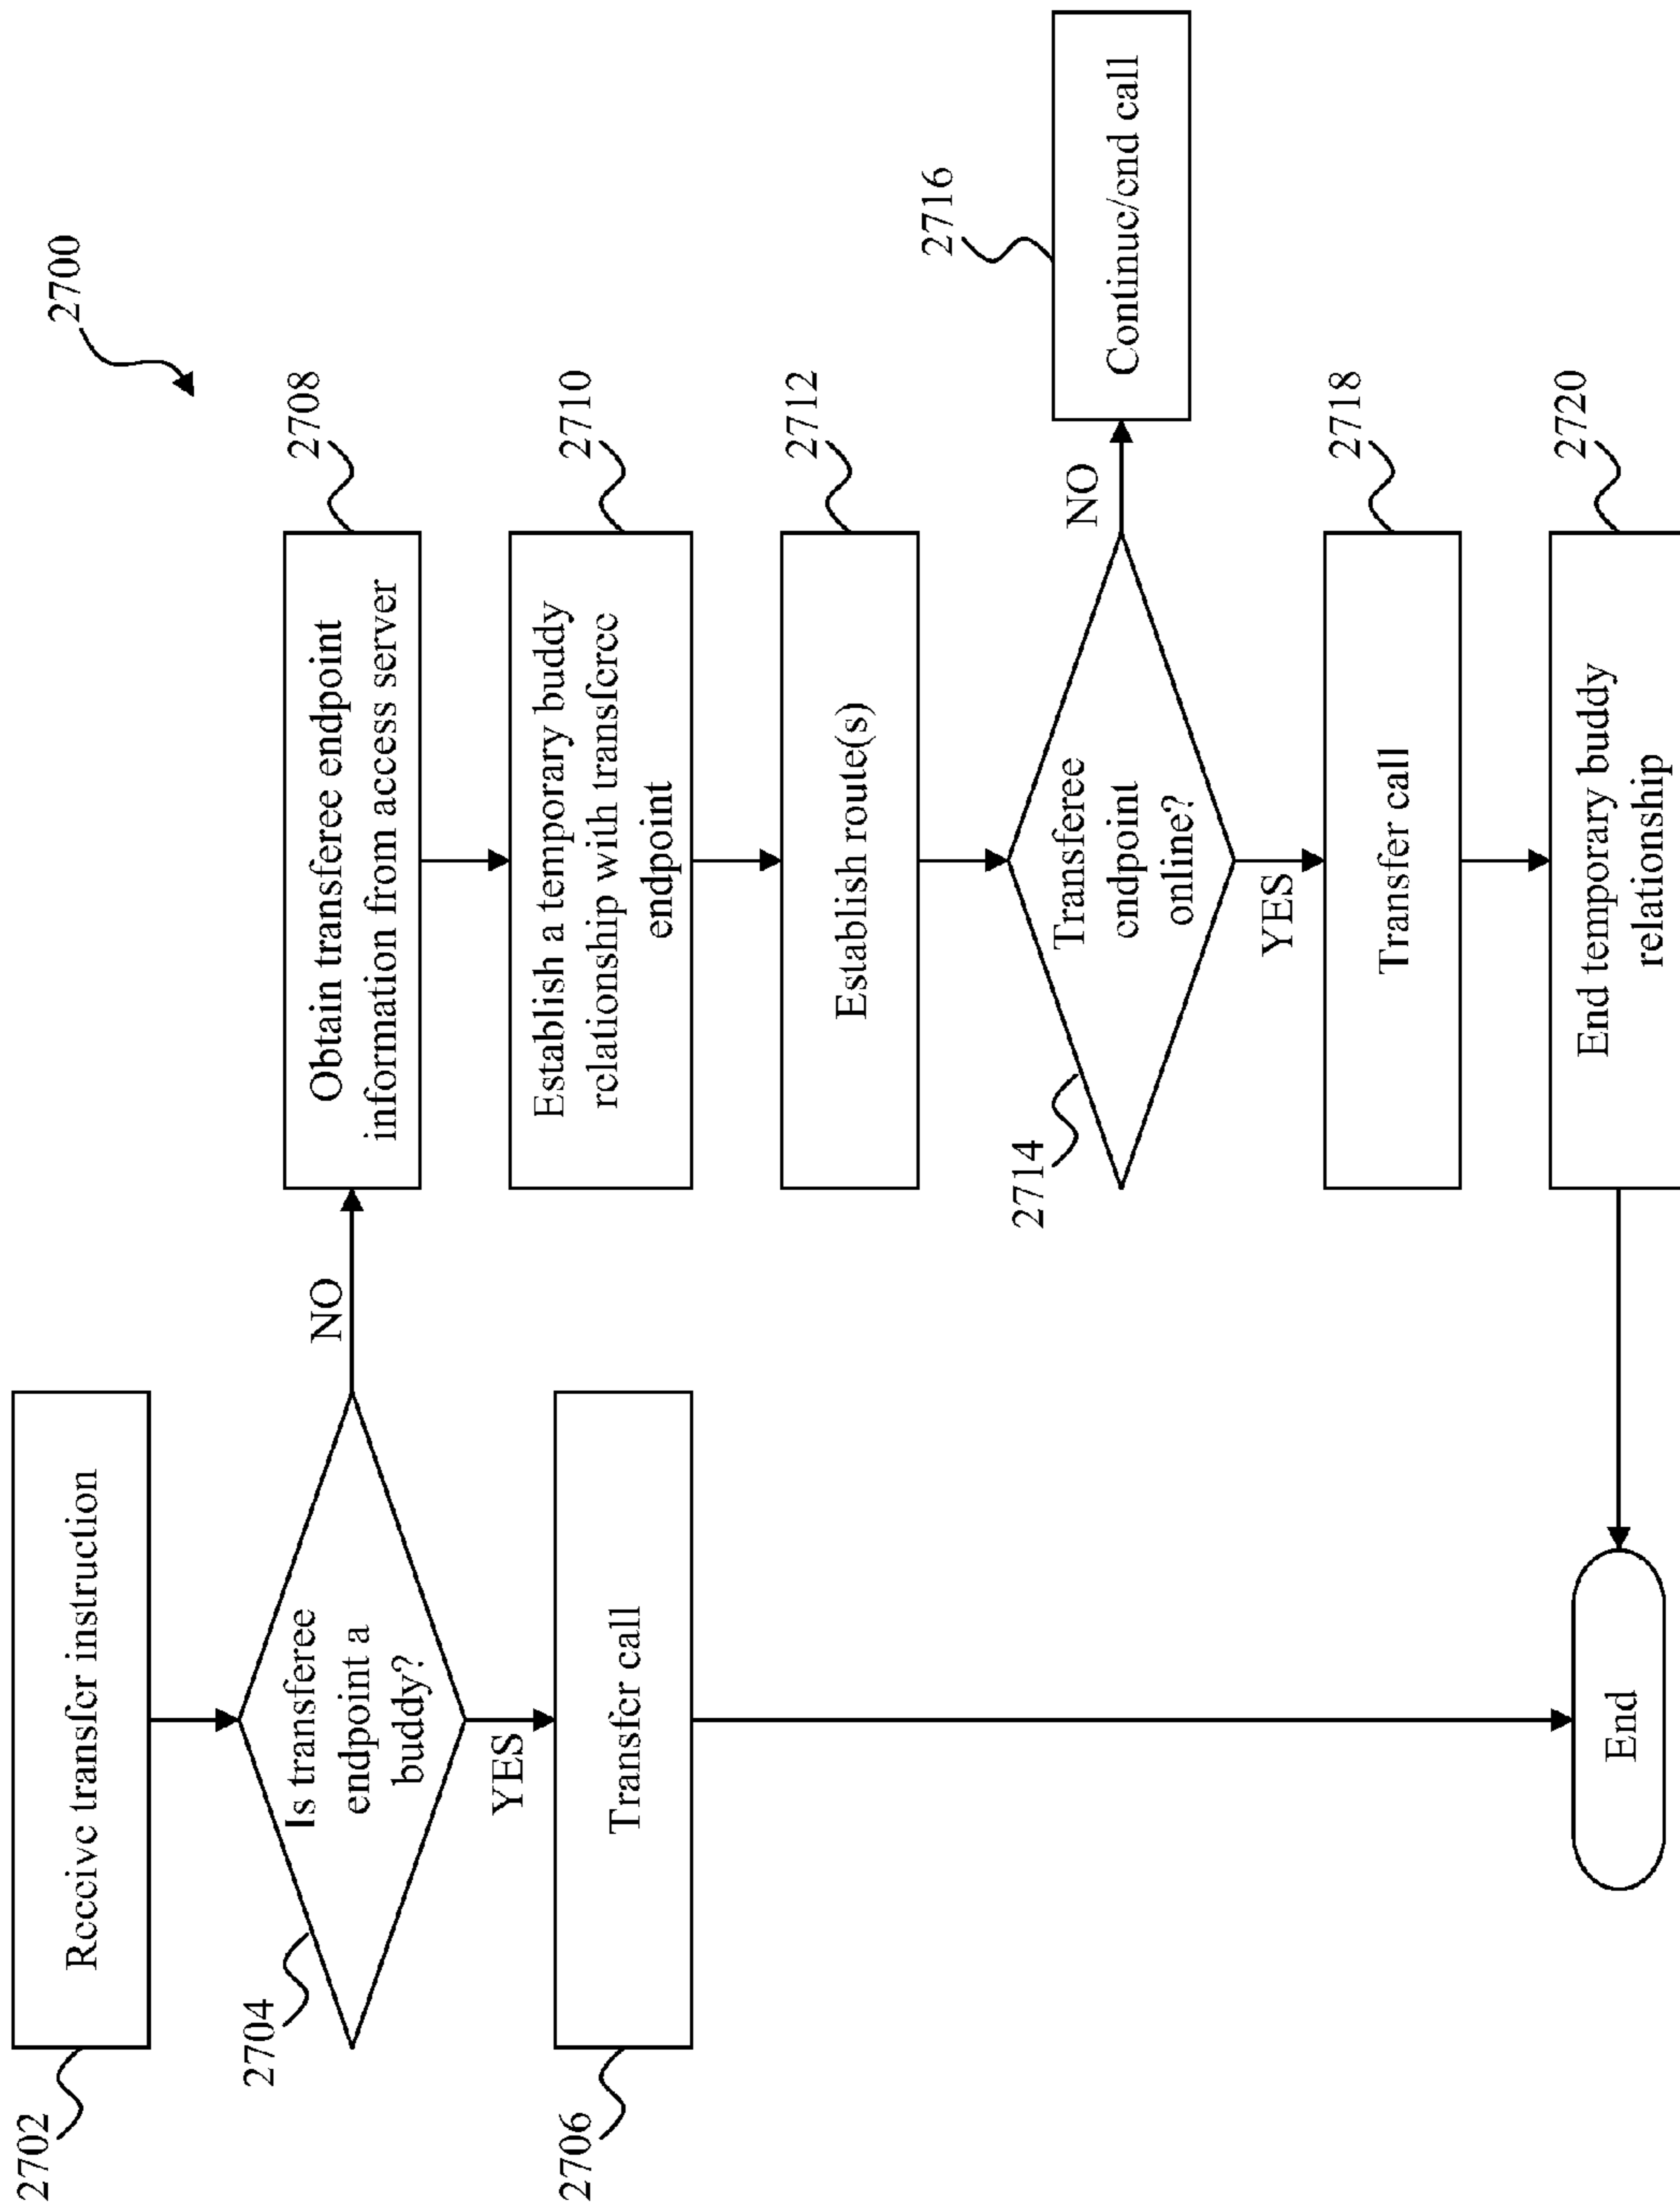 2700
2702
Receive transfer instruction
2704
Is transferee
endpoint a
buddy?
NO
YES
2706
Transfer call
2708
Obtain transferee endpoint
information from access server
2710
Establish a temporary buddy
relationship with transferee
endpoint
2712
Establish route(s)
2714
Transferee
endpoint
online?
NO
2716
Continue/end call
YES
2718
Transfer call
2720
End temporary buddy
relationship
End